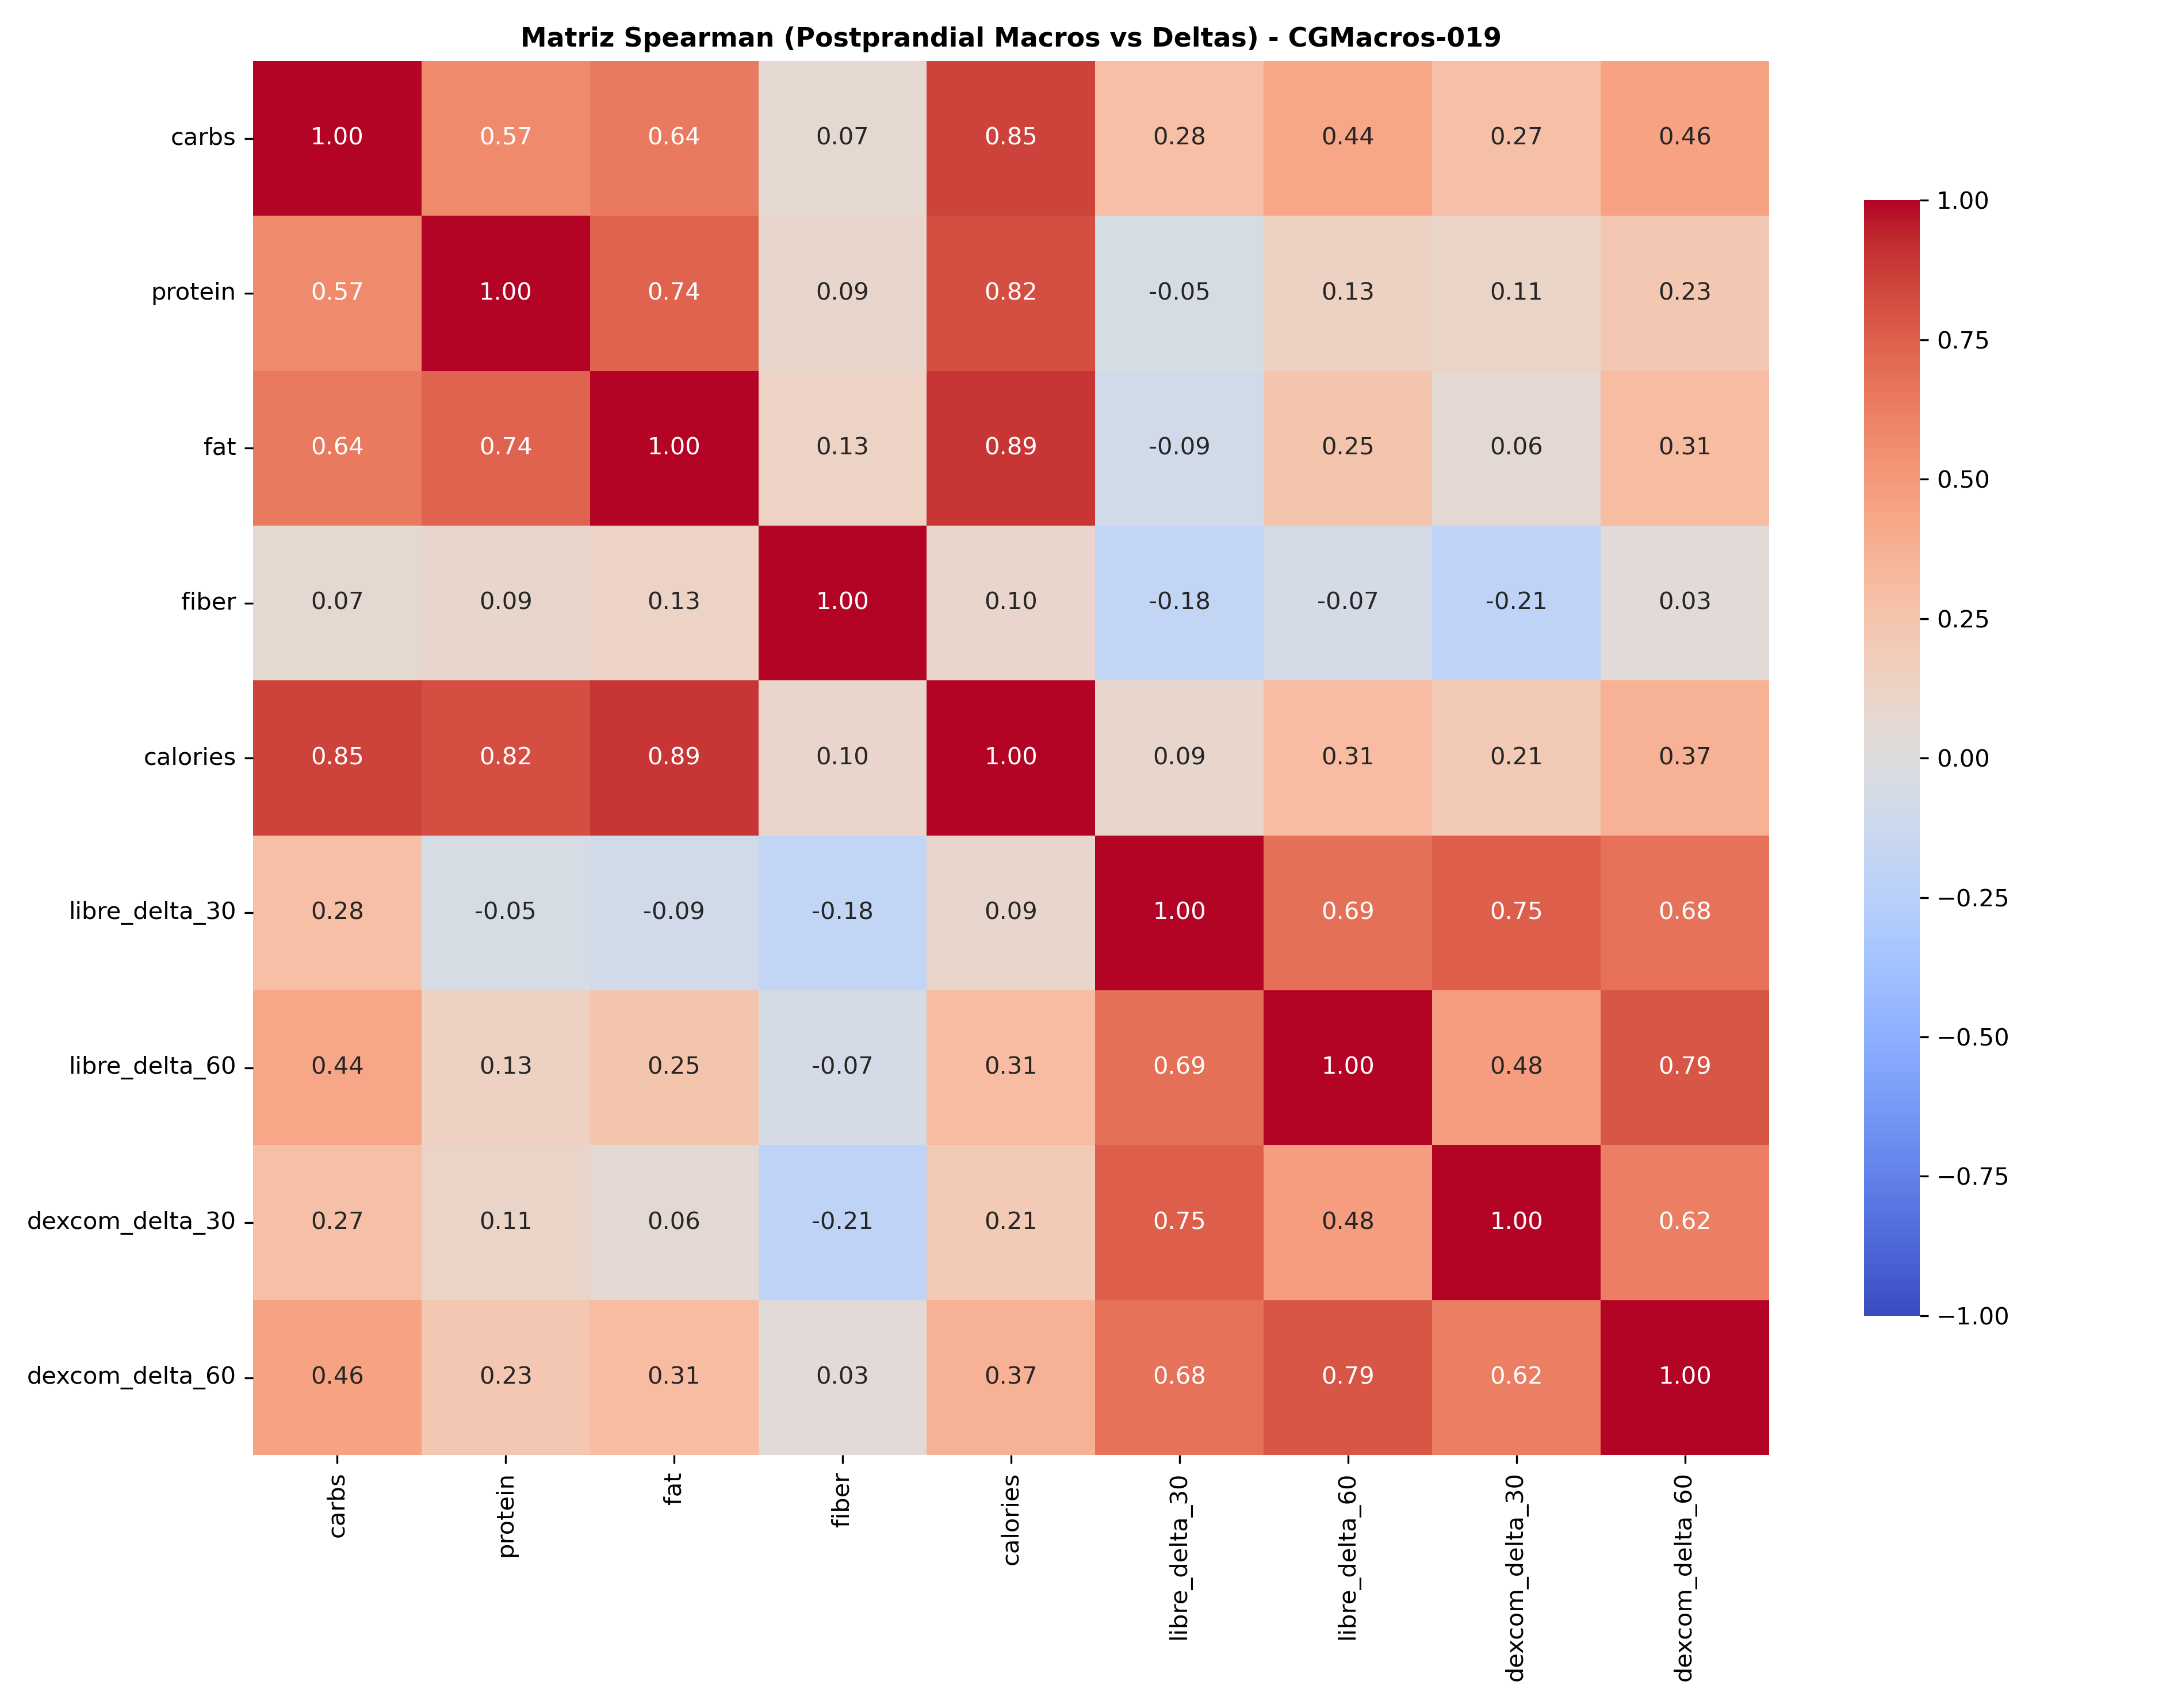 Matriz Spearman (Postprandial Macros vs Deltas) - CGMacros-019
carbs 1.00 0.57 0.64 0.07 0.85 0.28 0.44 0.27 0.46
protein 0.57 1.00 0.74 0.09 0.82 -0.05 0.13 0.11 0.23
fat 0.64 0.74 1.00 0.13 0.89 -0.09 0.25 0.06 0.31
fiber 0.07 0.09 0.13 1.00 0.10 -0.18 -0.07 -0.21 0.03
calories 0.85 0.82 0.89 0.10 1.00 0.09 0.31 0.21 0.37
libre_delta_30 0.28 -0.05 -0.09 -0.18 0.09 1.00 0.69 0.75 0.68
libre_delta_60 0.44 0.13 0.25 -0.07 0.31 0.69 1.00 0.48 0.79
dexcom_delta_30 0.27 0.11 0.06 -0.21 0.21 0.75 0.48 1.00 0.62
dexcom_delta_60 0.46 0.23 0.31 0.03 0.37 0.68 0.79 0.62 1.00
carbs protein fat fiber calories libre_delta_30 libre_delta_60 dexcom_delta_30 dexcom_delta_60
1.00
0.75
0.50
0.25
0.00
−0.25
−0.50
−0.75
−1.00